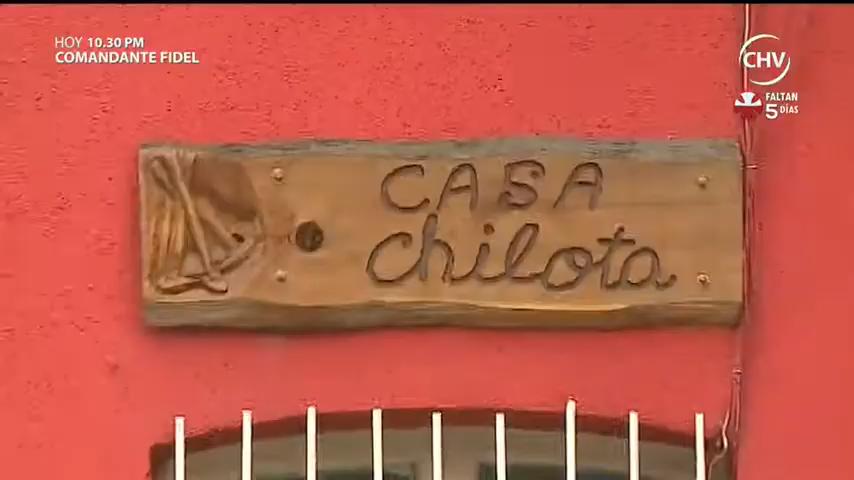 HOY 10.30 PM
COMANDANTE FIDEL
CHV
FALTAN
5 DÍAS
CASA
chilota